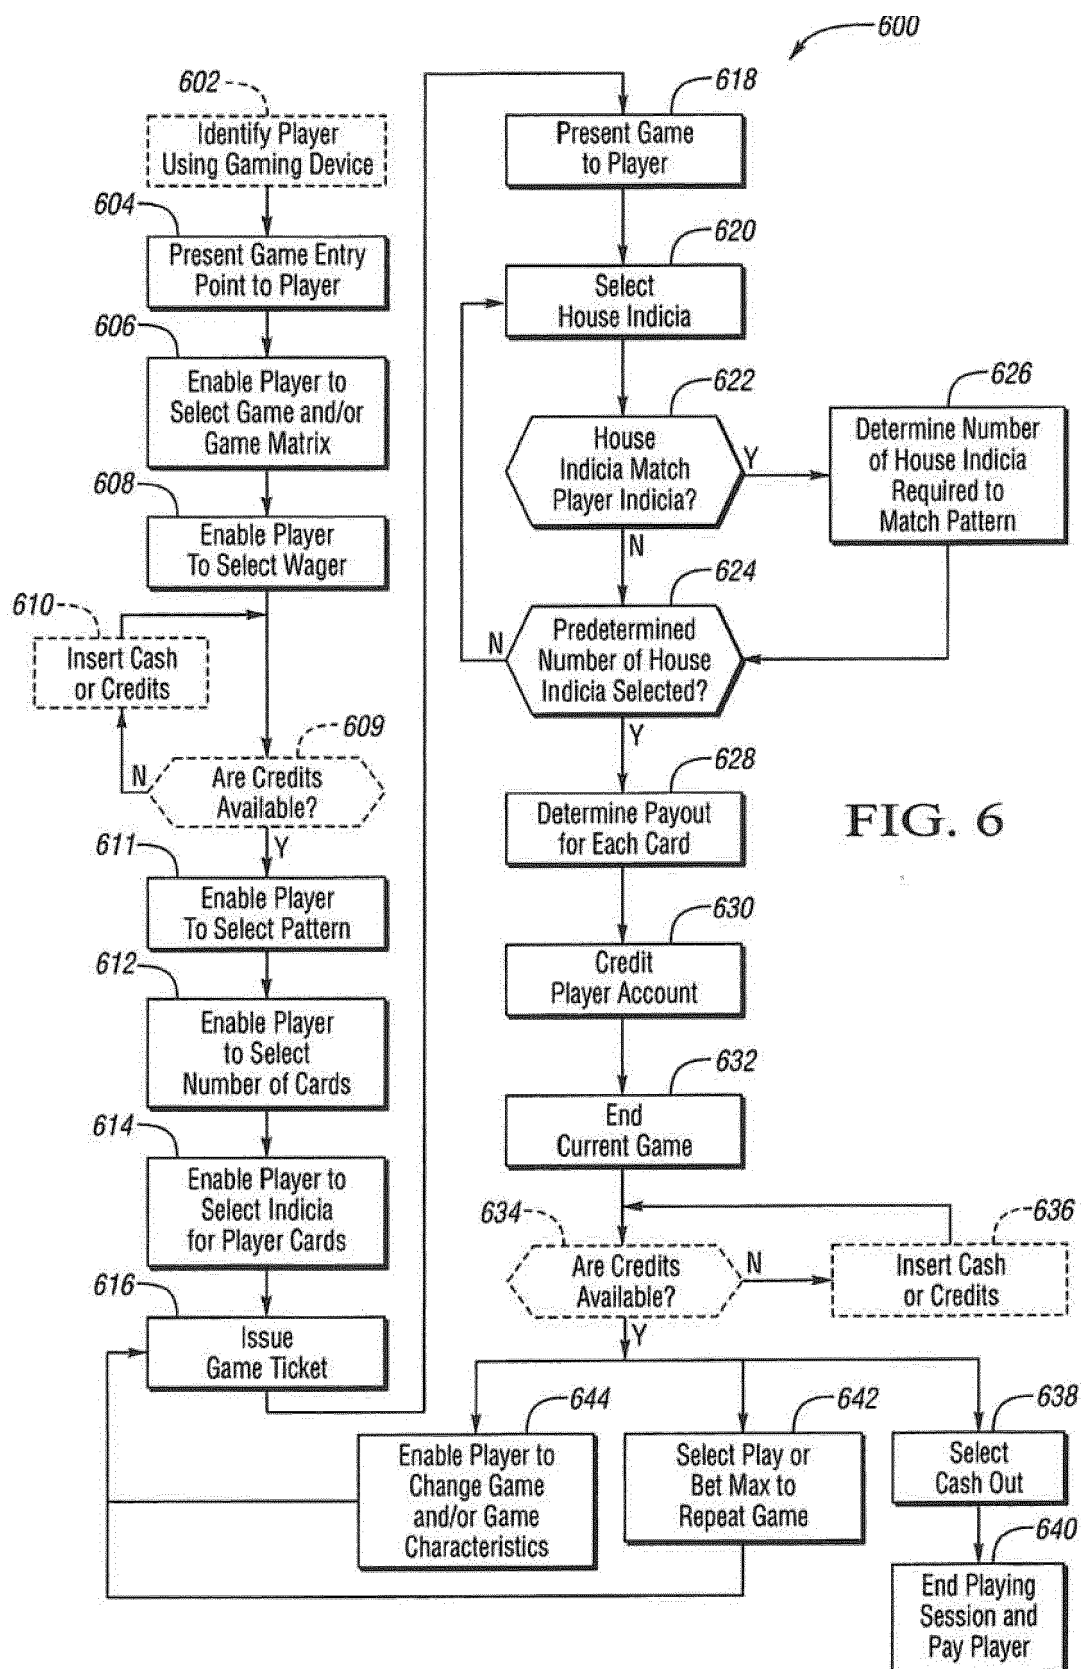 600
602
Identify Player
Using Gaming Device
604
Present Game Entry
Point to Player
606
Enable Player to
Select Game and/or
Game Matrix
608
Enable Player
To Select Wager
610
Insert Cash
or Credits
609
N
Are Credits
Available?
Y
611
Enable Player
To Select Pattern
612
Enable Player
to Select
Number of Cards
614
Enable Player to
Select Indicia
for Player Cards
616
Issue
Game Ticket
618
Present Game
to Player
620
Select
House Indicia
622
House
Indicia Match
Player Indicia?
Y
N
626
Determine Number
of House Indicia
Required to
Match Pattern
624
N
Predetermined
Number of House
Indicia Selected?
Y
628
Determine Payout
for Each Card
FIG. 6
630
Credit
Player Account
632
End
Current Game
634
Are Credits
Available?
N
Y
636
Insert Cash
or Credits
644
Enable Player to
Change Game
and/or Game
Characteristics
642
Select Play or
Bet Max to
Repeat Game
638
Select
Cash Out
640
End Playing
Session and
Pay Player